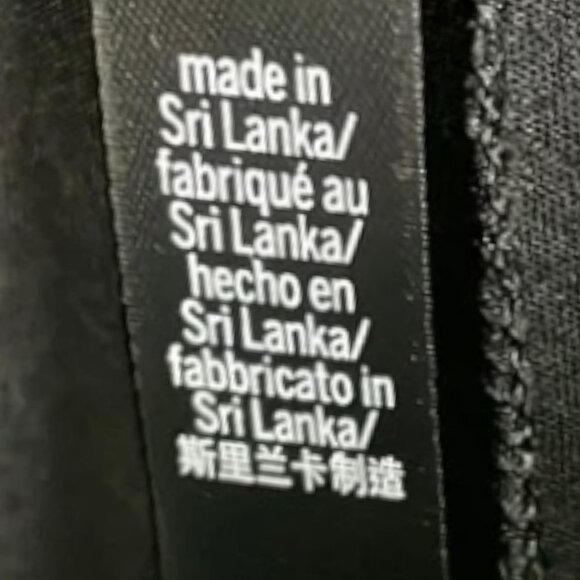 made in
Sri Lanka/
fabriqué au
Sri Lanka/
hecho en
Sri Lanka/
fabbricato in
Sri Lanka/
斯里兰卡制造